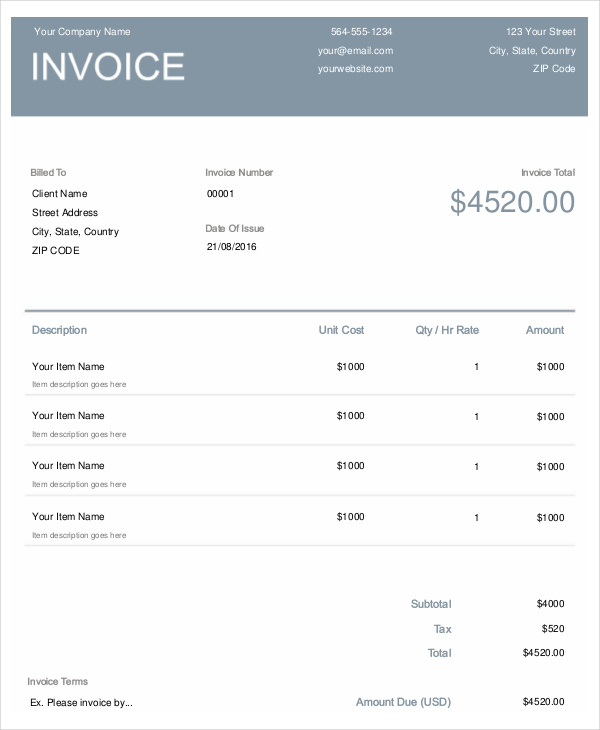 Your Company Name 564-555-1234 123 Your Street
INVOICE your@email.com City, State, Country
yourwebsite.com ZIP Code
Billed To Invoice Number Invoice Total
Client Name 00001 $4520.00
Street Address
City, State, Country Date Of Issue
ZIP CODE 21/08/2016
Description Unit Cost Qty / Hr Rate Amount
Your Item Name $1000 1 $1000
Item description goes here
Your Item Name $1000 1 $1000
Item description goes here
Your Item Name $1000 1 $1000
Item description goes here
Your Item Name $1000 1 $1000
Item description goes here
Subtotal $4000
Tax $520
Total $4520.00
Invoice Terms
Ex. Please invoice by... Amount Due (USD) $4520.00